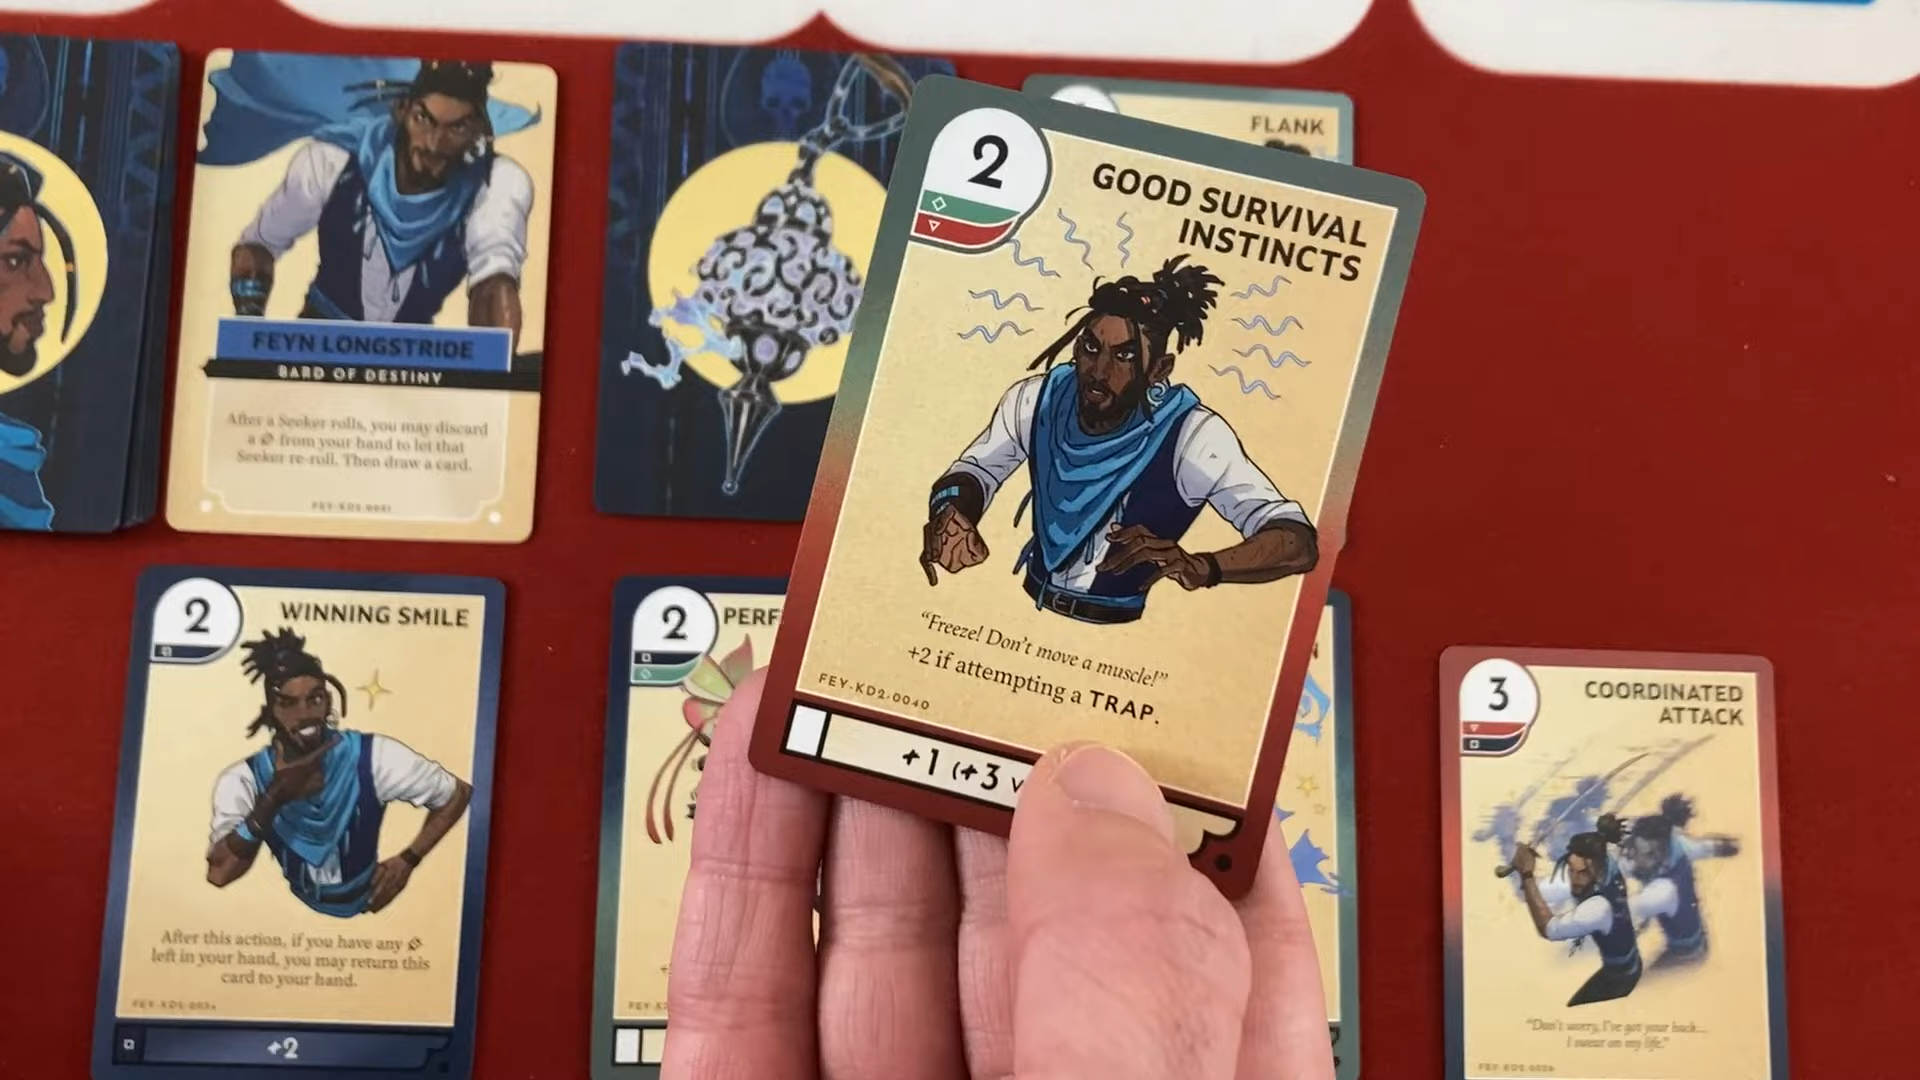 FEYN LONGSTRIDE
BARD OF DESTINY
After a Seeker rolls, you may discard
a from your hand to let that
Seeker re-roll. Then draw a card.
FLANK
2
GOOD SURVIVAL
INSTINCTS
"Freeze! Don't move a muscle!"
+2 if attempting a TRAP.
FEY-KD2-0040
+1 (+3 v
2
WINNING SMILE
After this action, if you have any
left in your hand, you may return this
card to your hand.
+2
2
PERF
3
COORDINATED
ATTACK
"Don't worry, I've got your back...
I swear on my life."